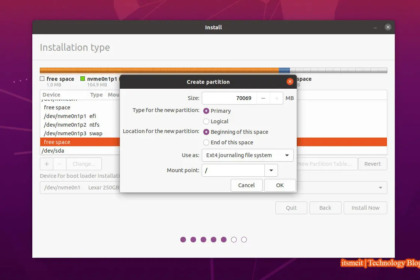 Install
Installation type
free space
nvme0n1p1
free space
Device
Type
free space
/dev/nvme0n1p1 efi
/dev/nvme0n1p2 ntfs
/dev/nvme0n1p3 swap
free space
/dev/sda
+ - Change...
New Partition Table...
Revert
Device for boot loader
/dev/nvme0n1
Lexar 250G
Quit
Back
Install Now
Create partition
Size: 70069 − + MB
Type for the new partition: Primary
Logical
Location for the new partition: Beginning of this space
End of this space
Use as: Ext4 journaling file system
Mount point: /
Cancel
OK
itsmeit | Technology Blog